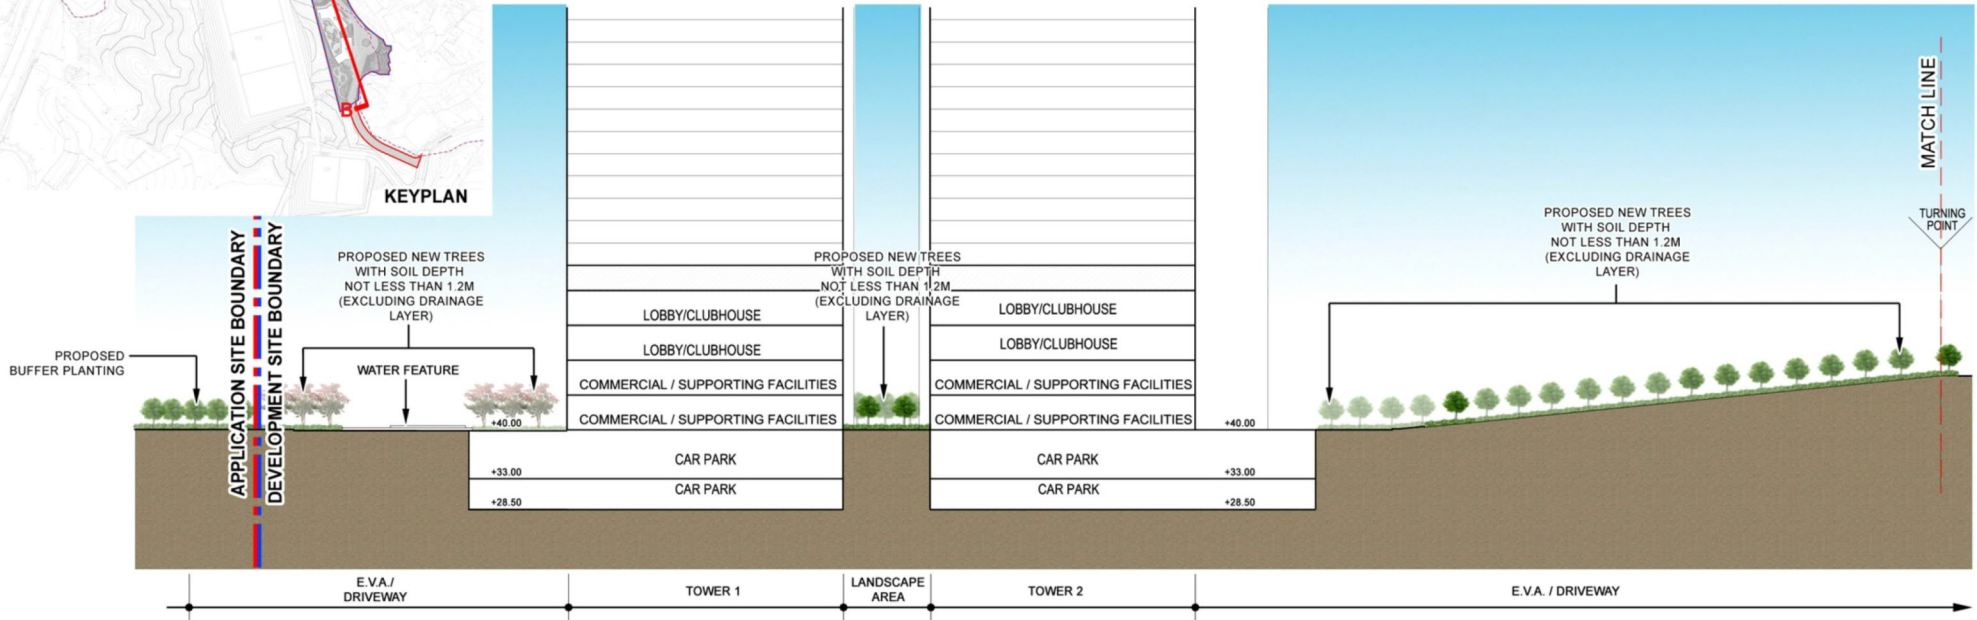 B
KEYPLAN
MATCH LINE
TURNING
POINT
APPLICATION SITE BOUNDARY
DEVELOPMENT SITE BOUNDARY
PROPOSED NEW TREES
WITH SOIL DEPTH
NOT LESS THAN 1.2M
(EXCLUDING DRAINAGE
LAYER)
PROPOSED NEW TREES
WITH SOIL DEPTH
NOT LESS THAN 1.2M
(EXCLUDING DRAINAGE
LAYER)
PROPOSED NEW TREES
WITH SOIL DEPTH
NOT LESS THAN 1.2M
(EXCLUDING DRAINAGE
LAYER)
PROPOSED
BUFFER PLANTING
WATER FEATURE
LOBBY/CLUBHOUSE
LOBBY/CLUBHOUSE
COMMERCIAL / SUPPORTING FACILITIES
COMMERCIAL / SUPPORTING FACILITIES
+40.00
CAR PARK
+33.00
CAR PARK
+28.50
LOBBY/CLUBHOUSE
LOBBY/CLUBHOUSE
COMMERCIAL / SUPPORTING FACILITIES
COMMERCIAL / SUPPORTING FACILITIES
+40.00
CAR PARK
+33.00
CAR PARK
+28.50
E.V.A./
DRIVEWAY
TOWER 1
LANDSCAPE
AREA
TOWER 2
E.V.A. / DRIVEWAY